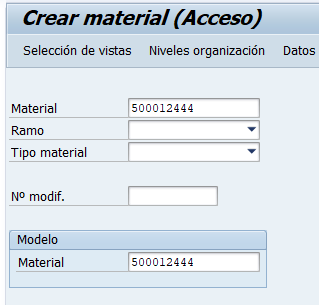 Crear material (Acceso)
Selección de vistas Niveles organización Datos
Material 500012444
Ramo
Tipo material
Nº modif.
Modelo
Material 500012444